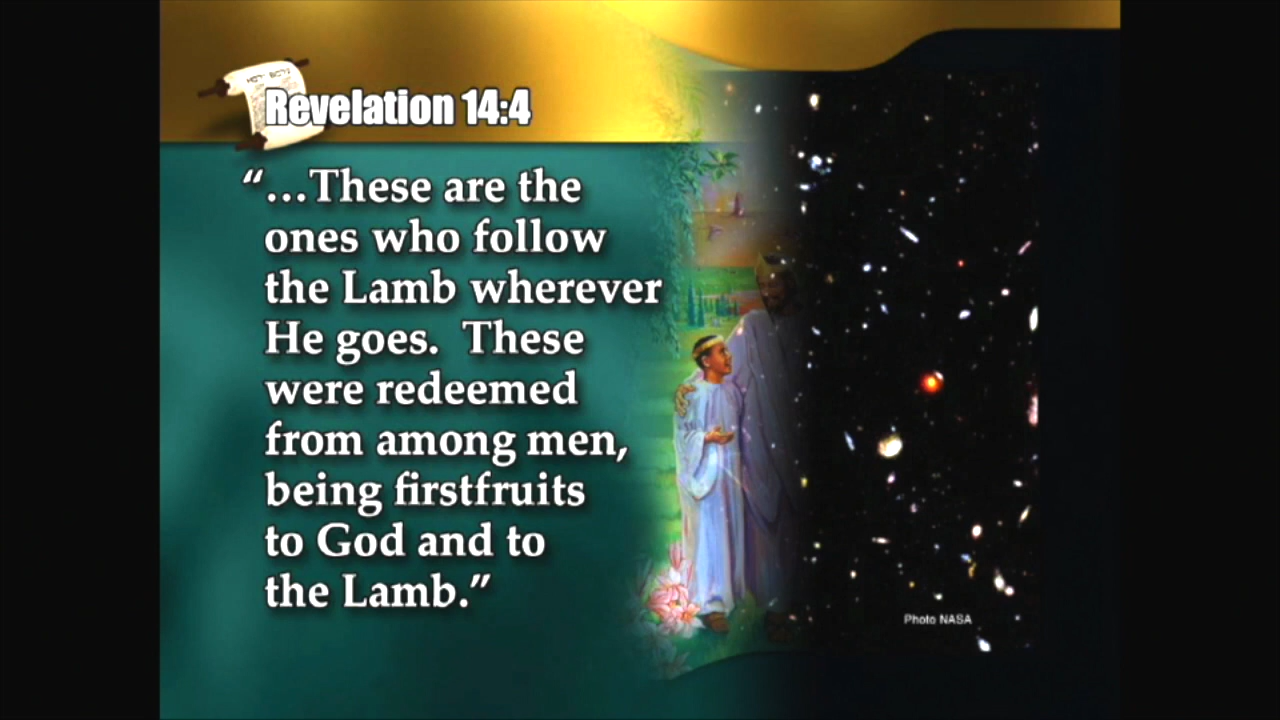 Revelation 14:4
“...These are the
ones who follow
the Lamb wherever
He goes.  These
were redeemed
from among men,
being firstfruits
to God and to
the Lamb.”
Photo NASA